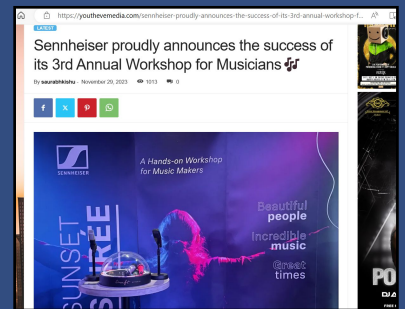 https://youthevemedia.com/sennheiser-proudly-announces-the-success-of-its-3rd-annual-workshop-f...
LATEST
Sennheiser proudly announces the success of
its 3rd Annual Workshop for Musicians
By saurabhkishu - November 29, 2023 1013 0
SENNHEISER
A Hands-on Workshop
for Music Makers
SUNSET
Beautiful
people
Incredible
music
Great
times
PO
DJ A